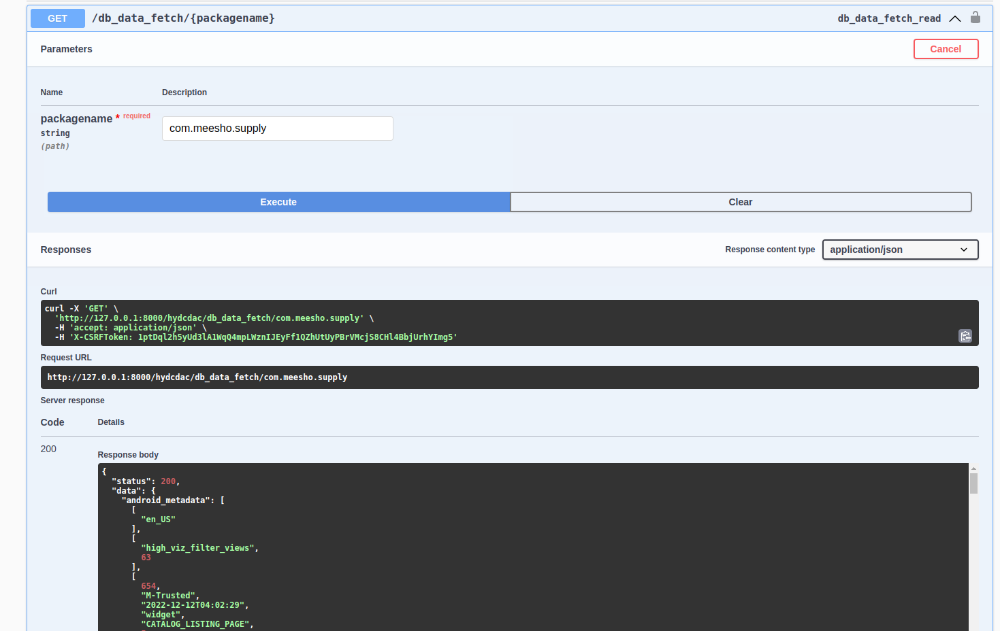 GET /db_data_fetch/{packagename} db_data_fetch_read
Parameters Cancel
Name Description
packagename * required com.meesho.supply
string
(path)
Execute Clear
Responses Response content type application/json
Curl
curl -X 'GET' \
'http://127.0.0.1:8000/hydcdac/db_data_fetch/com.meesho.supply' \
-H 'accept: application/json' \
-H 'X-CSRFToken: 1ptDql2h5yUd3lA1WqQ4mpLWznIJEyFf1QZhUtUyPBrVMcjS8CHl4BbjUrhYImg5'
Request URL
http://127.0.0.1:8000/hydcdac/db_data_fetch/com.meesho.supply
Server response
Code Details
200
Response body
{
"status": 200,
"data": {
"android_metadata": [
[
"en_US"
],
[
"high_viz_filter_views",
63
],
[
654,
"M-Trusted",
"2022-12-12T04:02:29",
"widget",
"CATALOG_LISTING_PAGE",